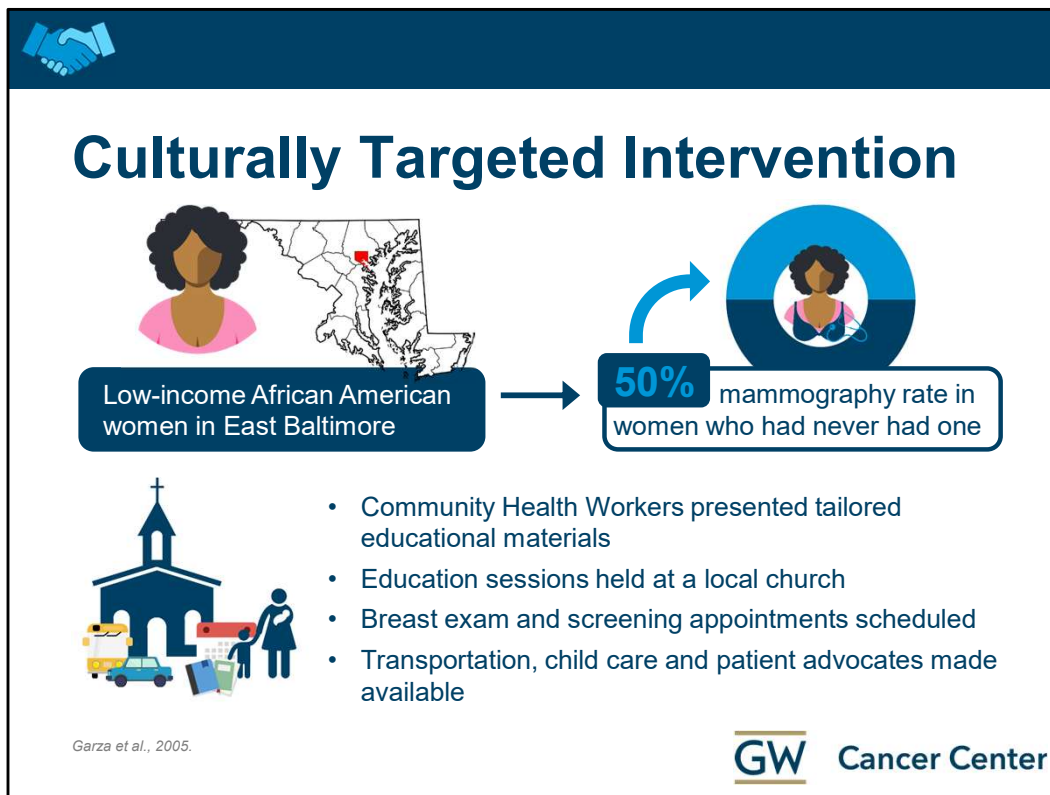 Culturally Targeted Intervention
Low-income African American
women in East Baltimore
50% mammography rate in
women who had never had one
• Community Health Workers presented tailored
educational materials
• Education sessions held at a local church
• Breast exam and screening appointments scheduled
• Transportation, child care and patient advocates made
available
Garza et al., 2005.
GW Cancer Center